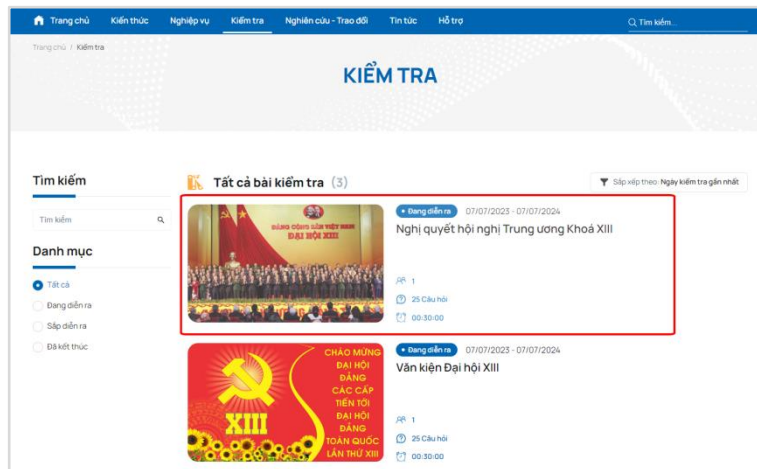 Trang chủ Kiến thức Nghiệp vụ Kiểm tra Nghiên cứu - Trao đổi Tin tức Hỗ trợ Tìm kiếm...
Trang chủ / Kiểm tra
KIỂM TRA
Tìm kiếm
Tìm kiếm
Danh mục
Tất cả
Đang diễn ra
Sắp diễn ra
Đã kết thúc
Tất cả bài kiểm tra (3)
Sắp xếp theo: Ngày kiểm tra gần nhất
ĐẢNG CỘNG SẢN VIỆT NAM
ĐẠI HỘI XIII
• Đang diễn ra 07/07/2023 - 07/07/2024
Nghị quyết hội nghị Trung ương Khoá XIII
1
25 Câu hỏi
00:30:00
XIII
CHÀO MỪNG
ĐẠI HỘI
ĐẢNG
CÁC CẤP
TIẾN TỚI
ĐẠI HỘI
ĐẢNG
TOÀN QUỐC
LẦN THỨ XIII
• Đang diễn ra 07/07/2023 - 07/07/2024
Văn kiện Đại hội XIII
1
25 Câu hỏi
00:30:00